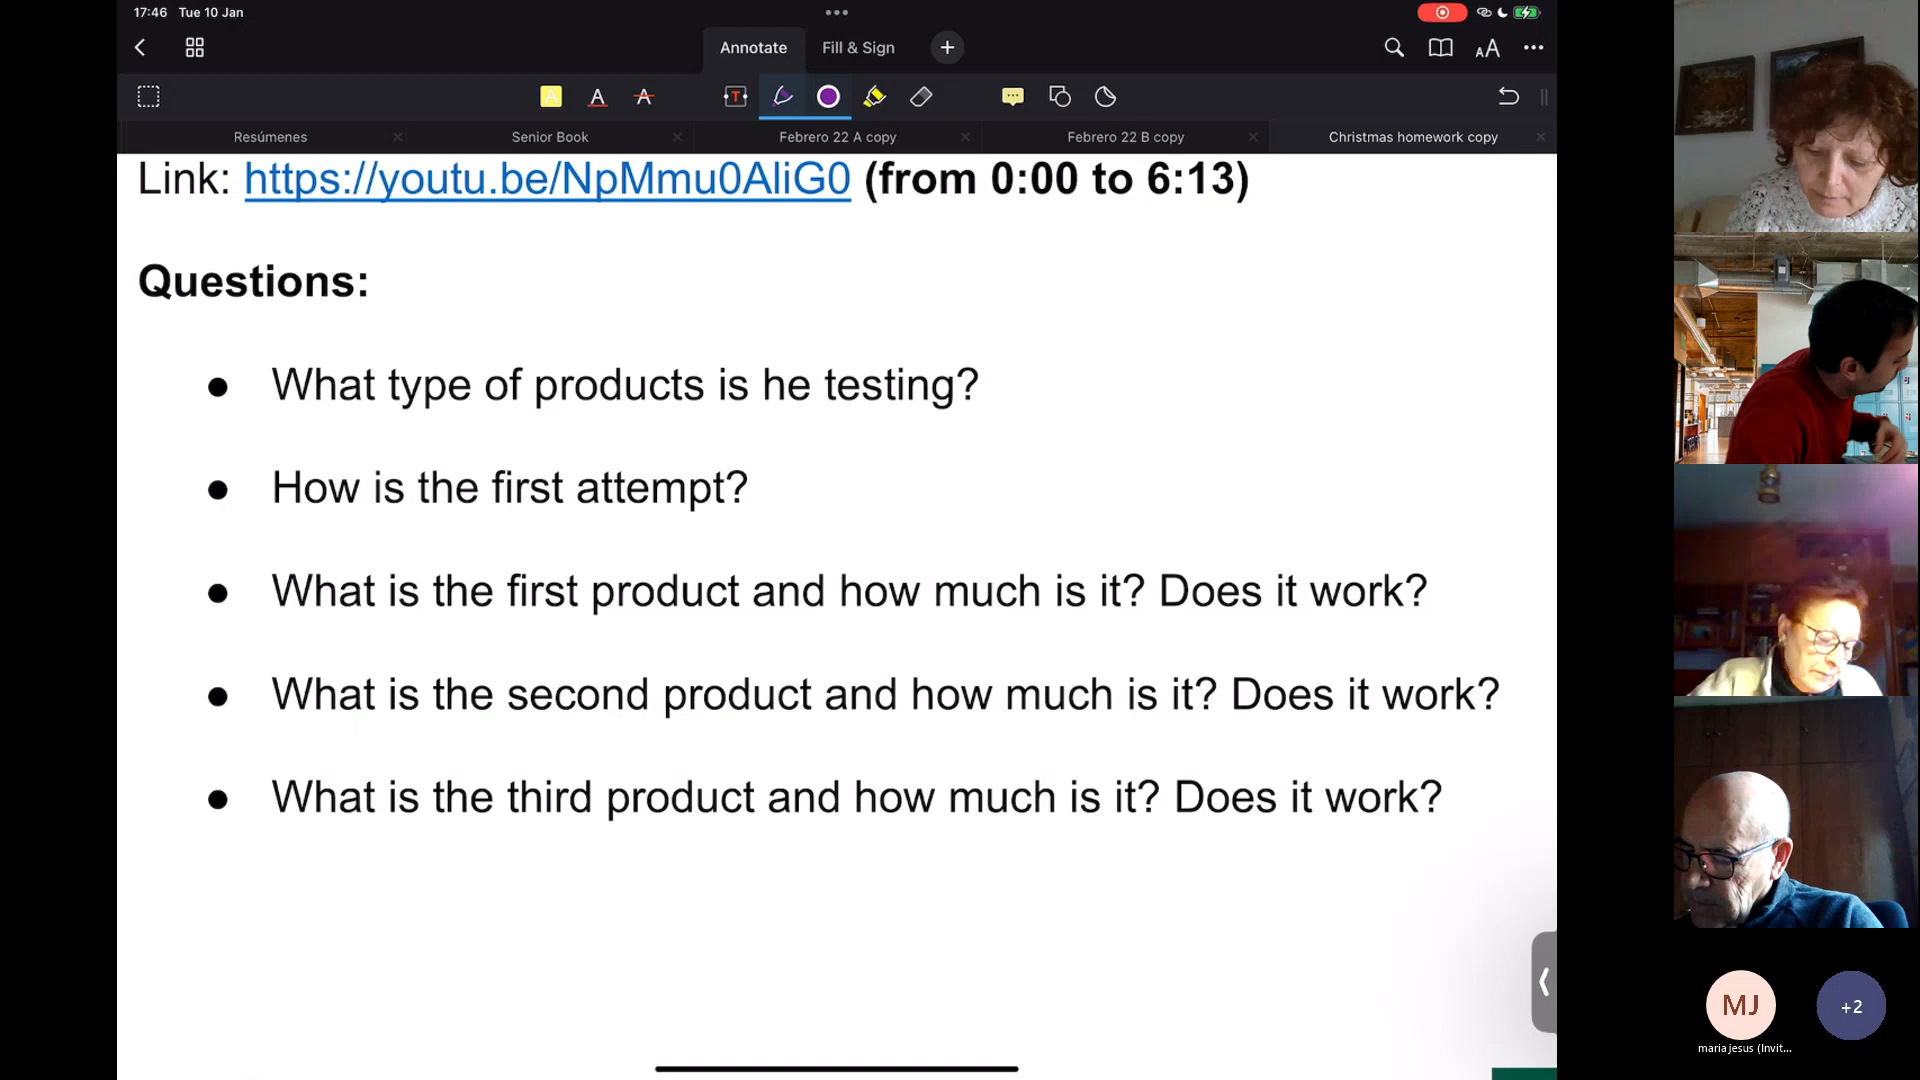 17:46 Tue 10 Jan
Annotate Fill & Sign
AA
A A A T
Resúmenes Senior Book Febrero 22 A copy Febrero 22 B copy Christmas homework copy
Link: https://youtu.be/NpMmu0AliG0 (from 0:00 to 6:13)
Questions:
● What type of products is he testing?
● How is the first attempt?
● What is the first product and how much is it? Does it work?
● What is the second product and how much is it? Does it work?
● What is the third product and how much is it? Does it work?
MJ +2
maria jesus (Invit...